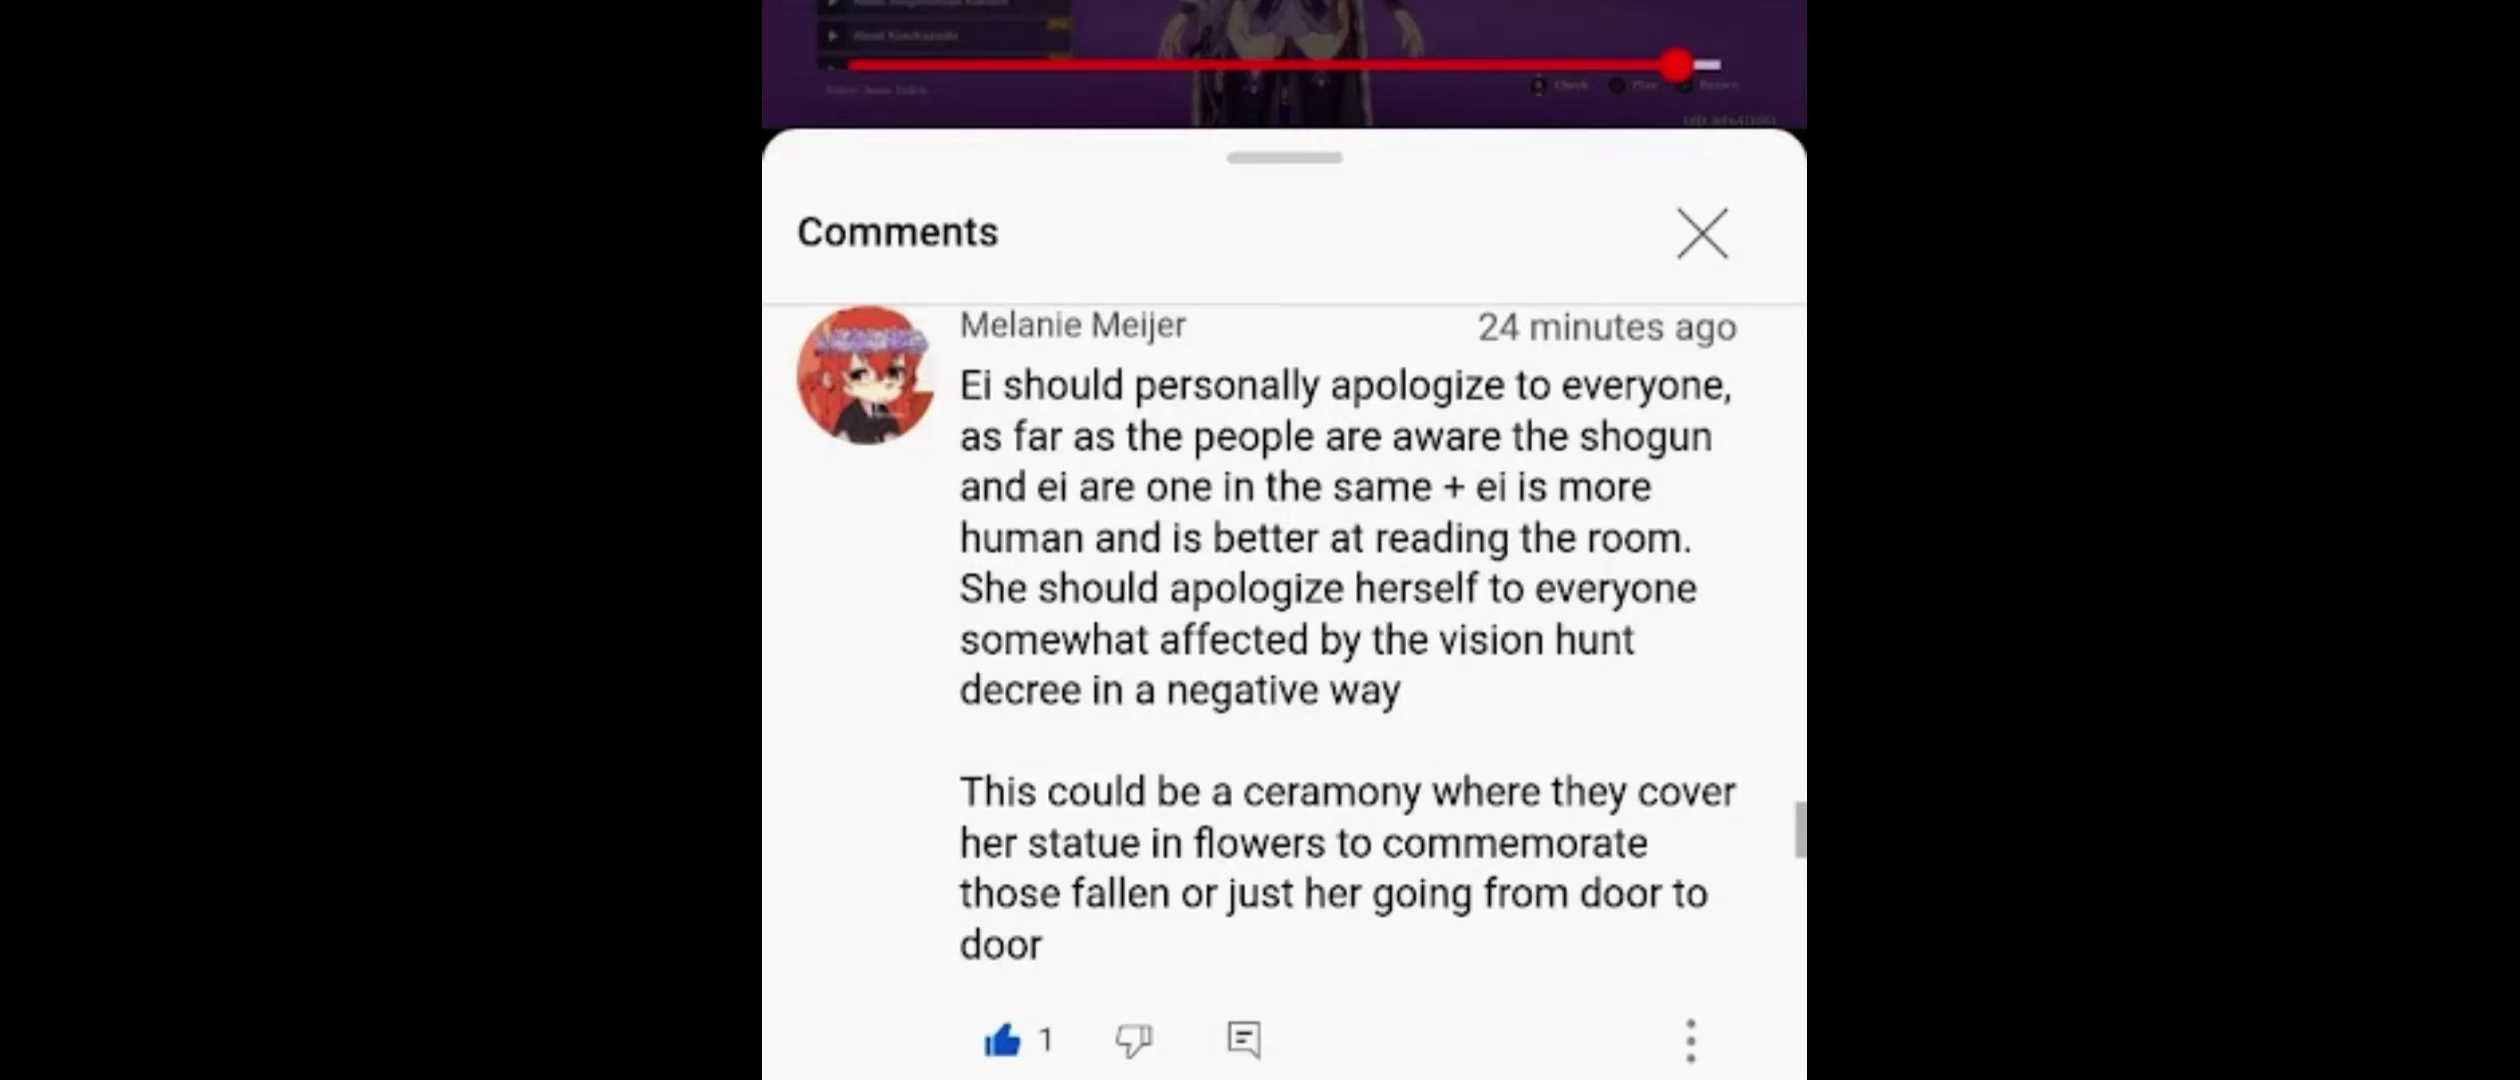 Check
Play
Return
Comments
Melanie Meijer
24 minutes ago
Ei should personally apologize to everyone,
as far as the people are aware the shogun
and ei are one in the same + ei is more
human and is better at reading the room.
She should apologize herself to everyone
somewhat affected by the vision hunt
decree in a negative way
This could be a ceramony where they cover
her statue in flowers to commemorate
those fallen or just her going from door to
door
1